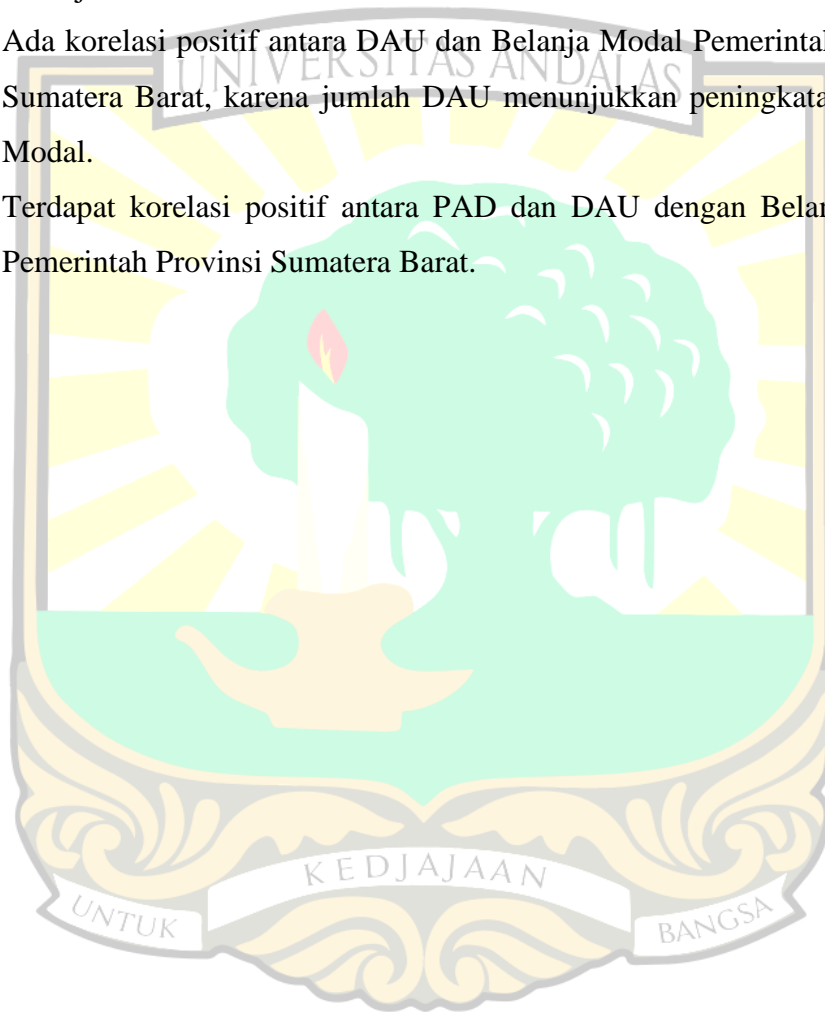 Ada korelasi positif antara DAU dan Belanja Modal Pemerintah
UNIVERSITAS ANDALAS
Sumatera Barat, karena jumlah DAU menunjukkan peningkata
Modal.
Terdapat korelasi positif antara PAD dan DAU dengan Belan
Pemerintah Provinsi Sumatera Barat.
UNTUK KEDJAJAAN BANGSA